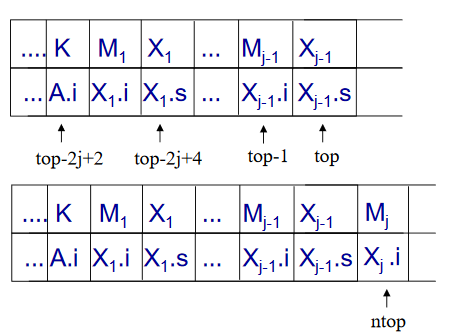 .... K M₁ X₁ ... Mⱼ₋₁ Xⱼ₋₁
... A.i X₁.i X₁.s ... Xⱼ₋₁.i Xⱼ₋₁.s
top-2j+2 top-2j+4 top-1 top
.... K M₁ X₁ ... Mⱼ₋₁ Xⱼ₋₁ Mⱼ
... A.i X₁.i X₁.s ... Xⱼ₋₁.i Xⱼ₋₁.s Xⱼ .i
ntop